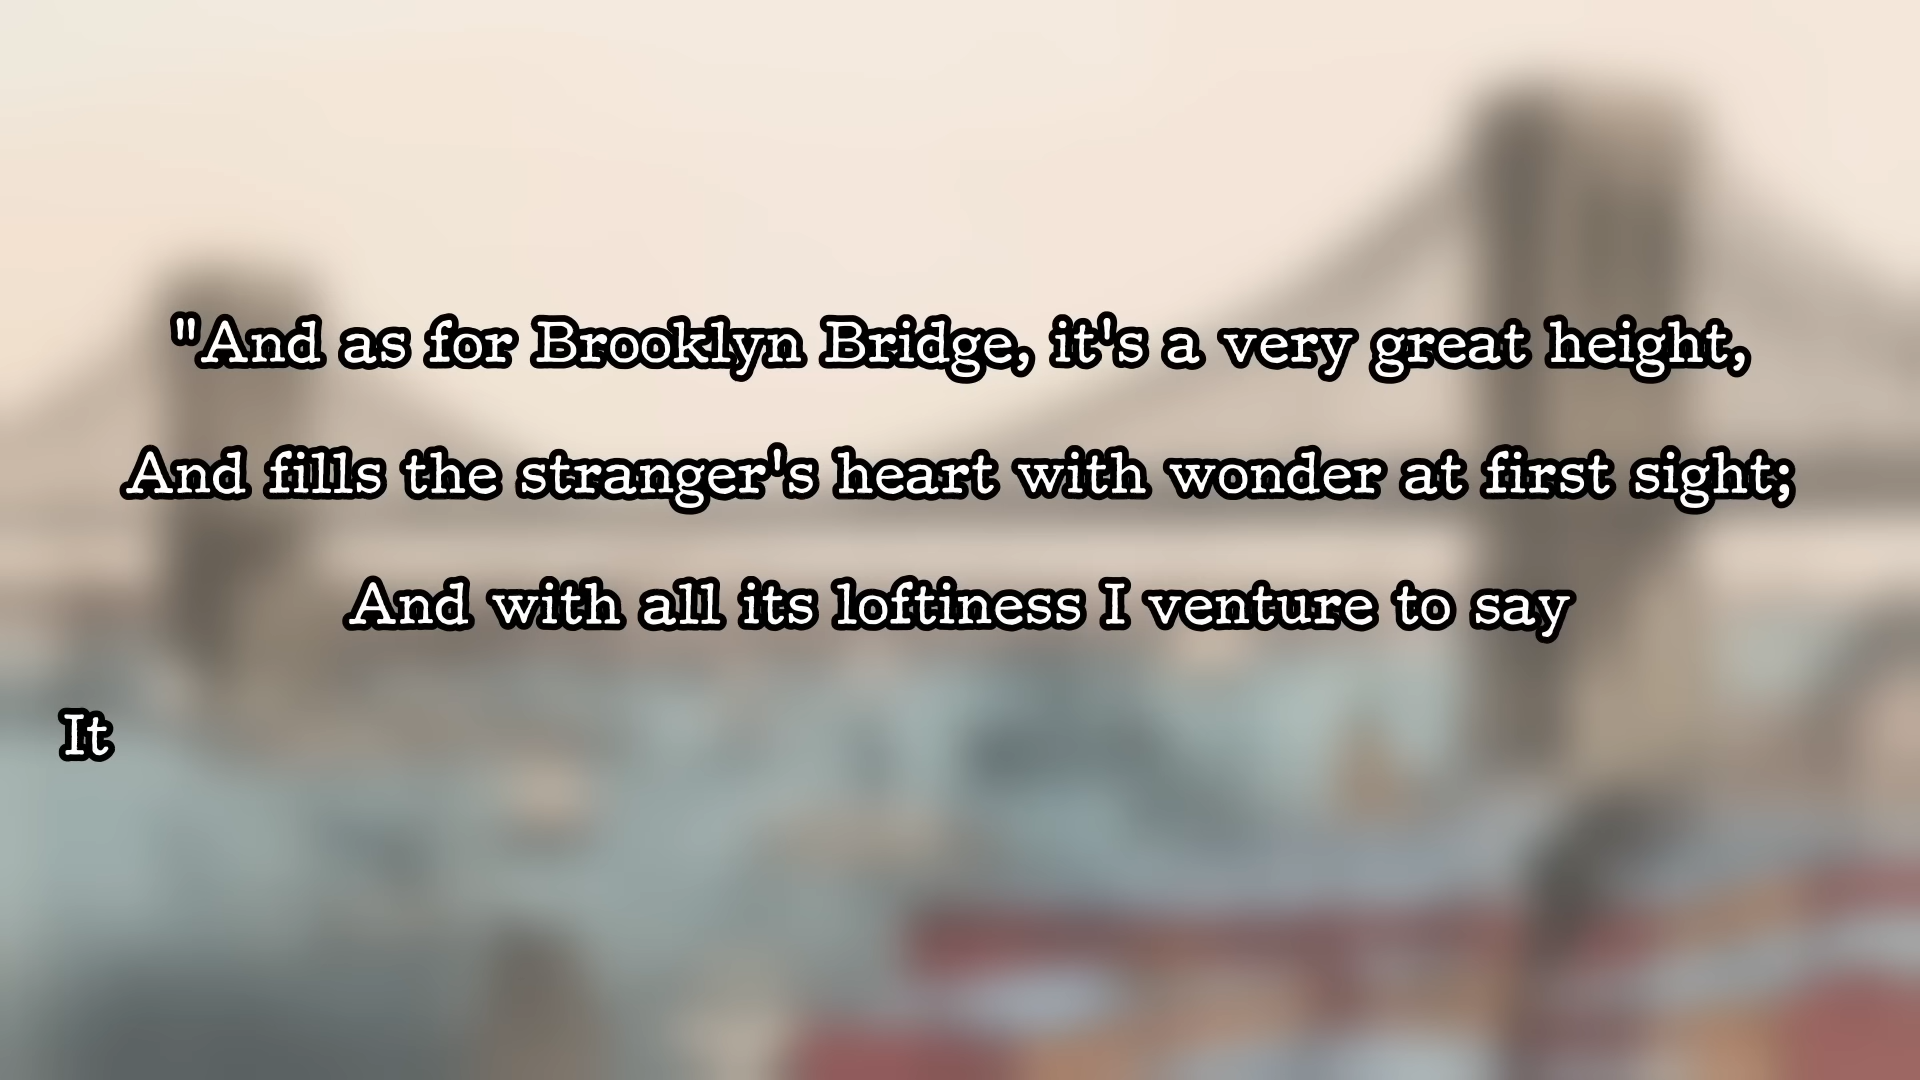 "And as for Brooklyn Bridge, it's a very great height,
And fills the stranger's heart with wonder at first sight;
And with all its loftiness I venture to say
It